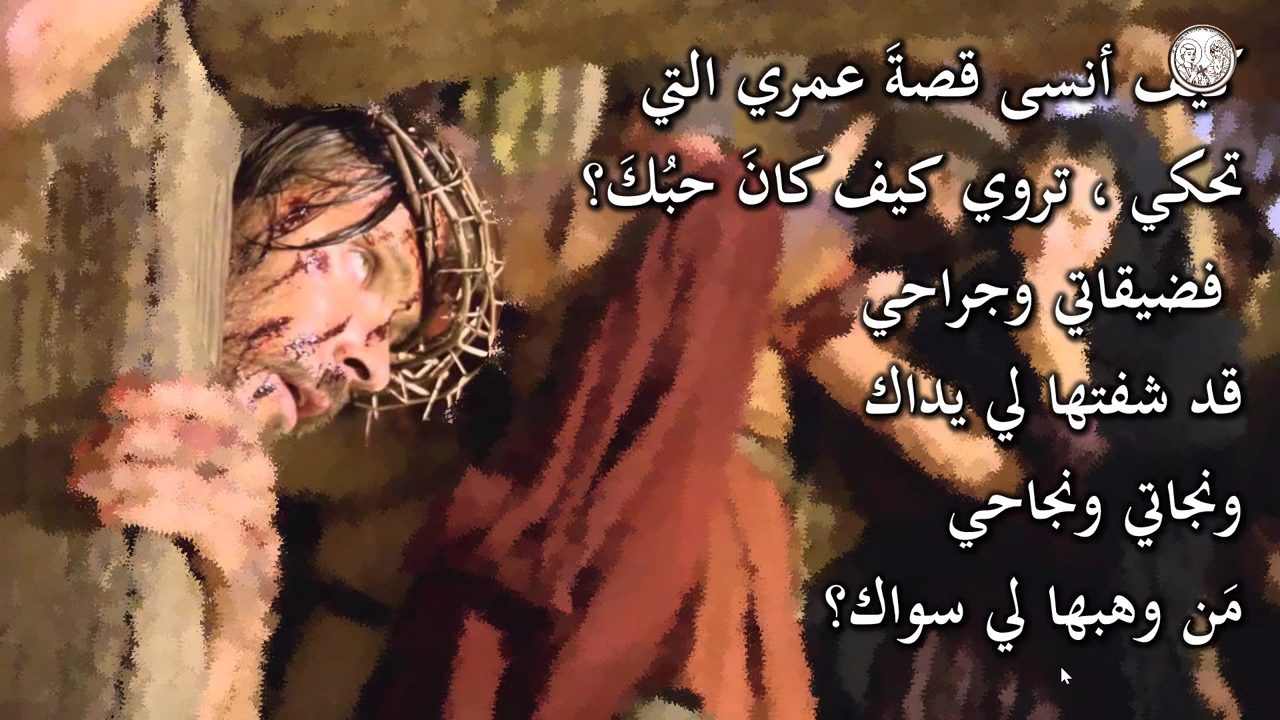 أنسى قصةَ عمري التي
تحكي ، تروي كيف كانَ حبُكَ؟
فضيقاتي وجراحي
قد شفتها لي يداك
ونجاتي ونجاحي
مَن وهبها لي سواك؟